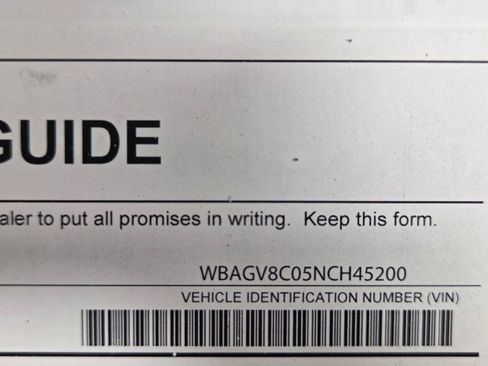 GUIDE
aler to put all promises in writing. Keep this form.
WBAGV8C05NCH45200
VEHICLE IDENTIFICATION NUMBER (VIN)